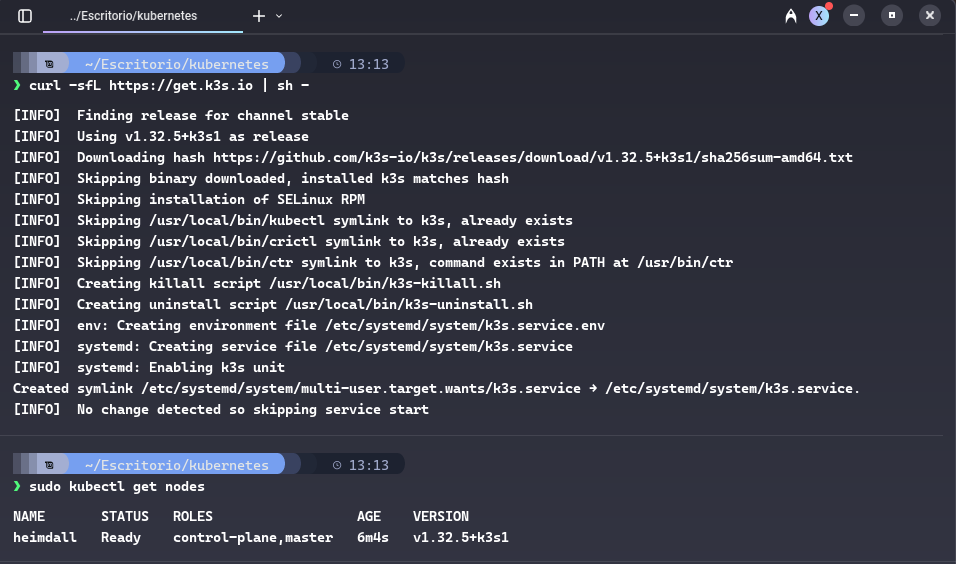 ../Escritorio/kubernetes
X
~/Escritorio/kubernetes 13:13
❯ curl -sfL https://get.k3s.io | sh -
[INFO]  Finding release for channel stable
[INFO]  Using v1.32.5+k3s1 as release
[INFO]  Downloading hash https://github.com/k3s-io/k3s/releases/download/v1.32.5+k3s1/sha256sum-amd64.txt
[INFO]  Skipping binary downloaded, installed k3s matches hash
[INFO]  Skipping installation of SELinux RPM
[INFO]  Skipping /usr/local/bin/kubectl symlink to k3s, already exists
[INFO]  Skipping /usr/local/bin/crictl symlink to k3s, already exists
[INFO]  Skipping /usr/local/bin/ctr symlink to k3s, command exists in PATH at /usr/bin/ctr
[INFO]  Creating killall script /usr/local/bin/k3s-killall.sh
[INFO]  Creating uninstall script /usr/local/bin/k3s-uninstall.sh
[INFO]  env: Creating environment file /etc/systemd/system/k3s.service.env
[INFO]  systemd: Creating service file /etc/systemd/system/k3s.service
[INFO]  systemd: Enabling k3s unit
Created symlink /etc/systemd/system/multi-user.target.wants/k3s.service → /etc/systemd/system/k3s.service.
[INFO]  No change detected so skipping service start
~/Escritorio/kubernetes 13:13
❯ sudo kubectl get nodes
NAME       STATUS   ROLES                  AGE    VERSION
heimdall   Ready    control-plane,master   6m4s   v1.32.5+k3s1